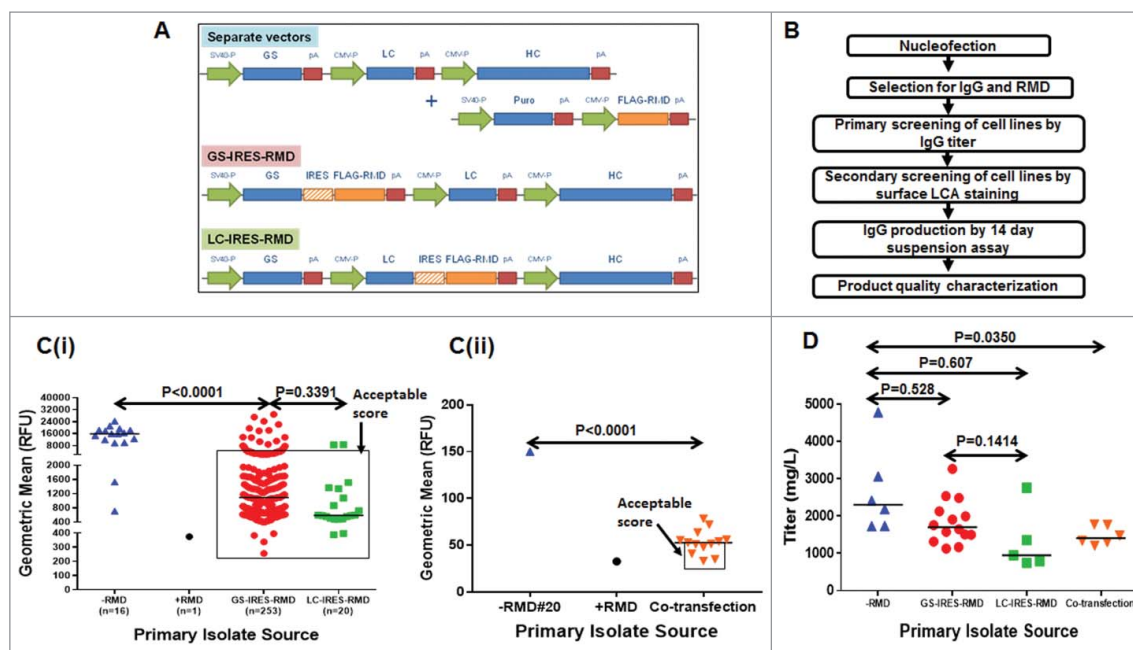 A
Separate vectors
SV40-P GS pA CMV-P LC pA CMV-P HC pA
+
SV40-P Puro pA CMV-P FLAG-RMD pA
GS-IRES-RMD
SV40-P GS IRES FLAG-RMD pA CMV-P LC pA CMV-P HC pA
LC-IRES-RMD
SV40-P GS pA CMV-P LC IRES FLAG-RMD pA CMV-P HC pA
B
Nucleofection
Selection for IgG and RMD
Primary screening of cell lines by
IgG titer
Secondary screening of cell lines by
surface LCA staining
IgG production by 14 day
suspension assay
Product quality characterization
C(i)
P<0.0001
P=0.3391
Acceptable
score
Geometric Mean (RFU)
40000
32000
24000
16000
8000
2000
1600
1200
800
400
400
300
200
100
0
-RMD
(n=16)
+RMD
(n=1)
GS-IRES-RMD
(n=253)
LC-IRES-RMD
(n=20)
Primary Isolate Source
C(ii)
P<0.0001
Acceptable
score
Geometric Mean (RFU)
200
150
100
50
0
-RMD#20
+RMD
Co-transfection
Primary Isolate Source
D
P=0.0350
P=0.607
P=0.528
P=0.1414
Titer (mg/L)
5000
4000
3000
2000
1000
0
-RMD
GS-IRES-RMD
LC-IRES-RMD
Co-transfection
Primary Isolate Source